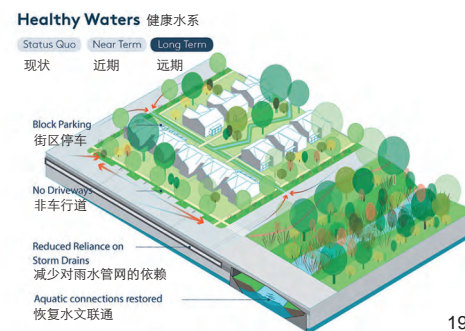 Healthy Waters 健康水系
Status Quo Near Term Long Term
现状 近期 远期
Block Parking
街区停车
No Driveways
非车行道
Reduced Reliance on
Storm Drains
减少对雨水管网的依赖
Aquatic connections restored
恢复水文联通
19